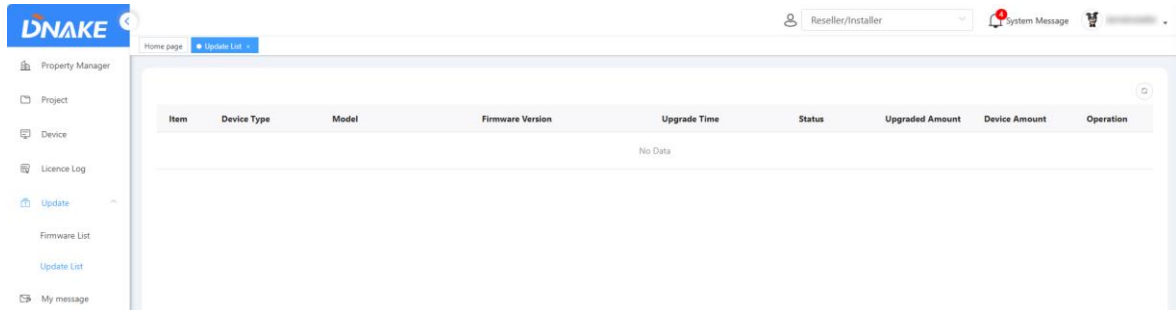 DNAKE
Reseller/Installer
4
System Message
Home page
Update List ×
Property Manager
Project
Device
Licence Log
Update
Firmware List
Update List
My message
Item Device Type Model Firmware Version Upgrade Time Status Upgraded Amount Device Amount Operation
No Data